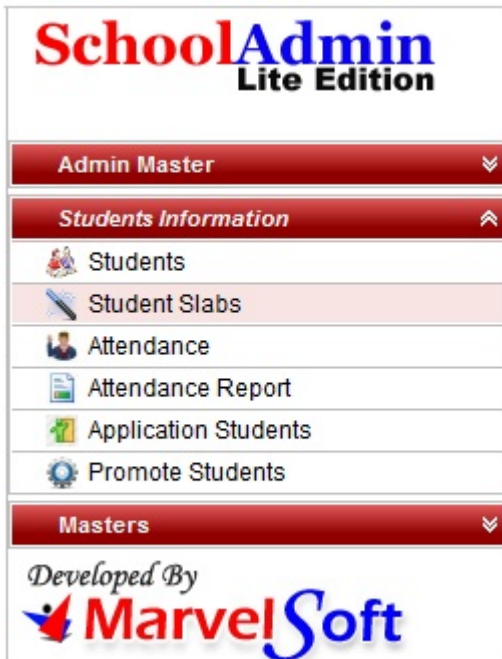 SchoolAdmin
Lite Edition
Admin Master
Students Information
Students
Student Slabs
Attendance
Attendance Report
Application Students
Promote Students
Masters
Developed By
MarvelSoft